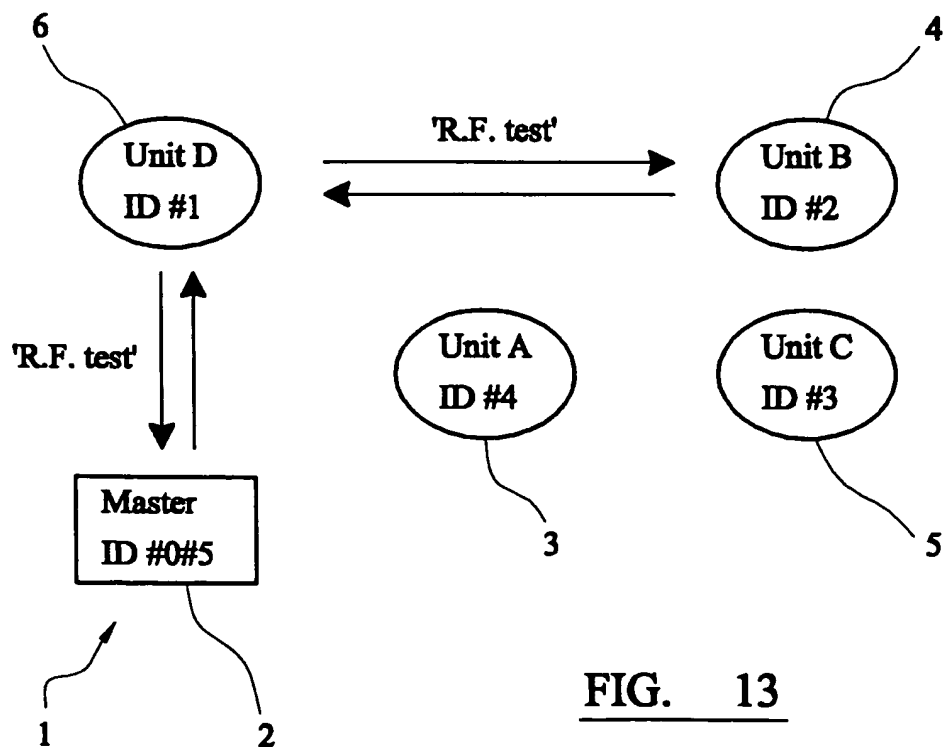 6
4
Unit D
ID #1
'R.F. test'
Unit B
ID #2
'R.F. test'
Unit A
ID #4
Unit C
ID #3
Master
ID #0#5
3
5
1
2
FIG. 13